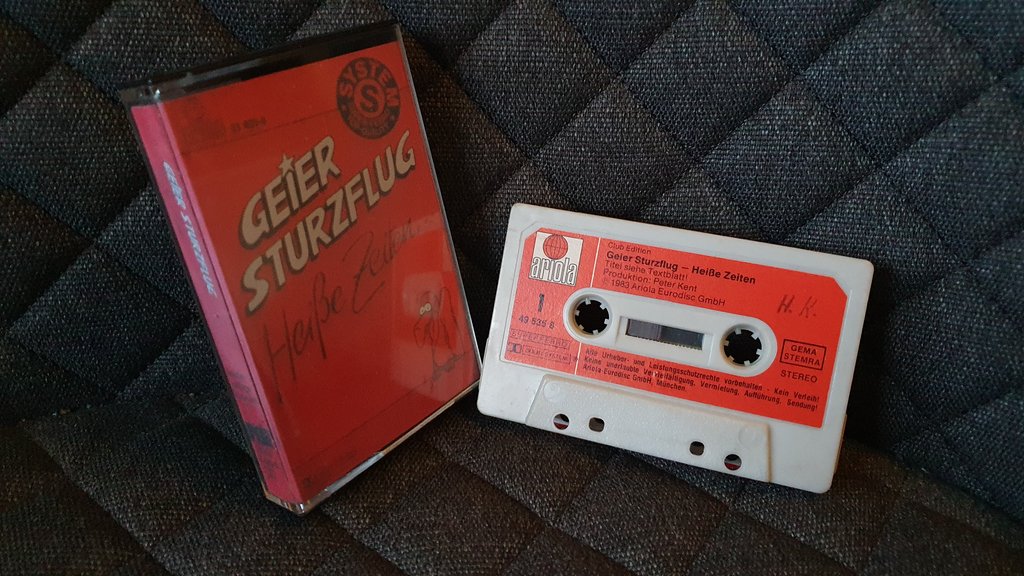 SYSTEM
S
GEIER
STURZFLUG
Heiße Zeiten
GEIER STURZFLUG
ariola
Club Edition
Geier Sturzflug – Heiße Zeiten
Titel siehe Textblatt!
Produktion: Peter Kent
℗ 1983 Ariola Eurodisc GmbH
1
49 535 8
H. K.
GEMA
STEMRA
STEREO
Alle Urheber- und Leistungsschutzrechte vorbehalten - Kein Verleih!
Keine unerlaubte Vervielfältigung, Vermietung, Aufführung, Sendung!
Ariola-Eurodisc GmbH, München